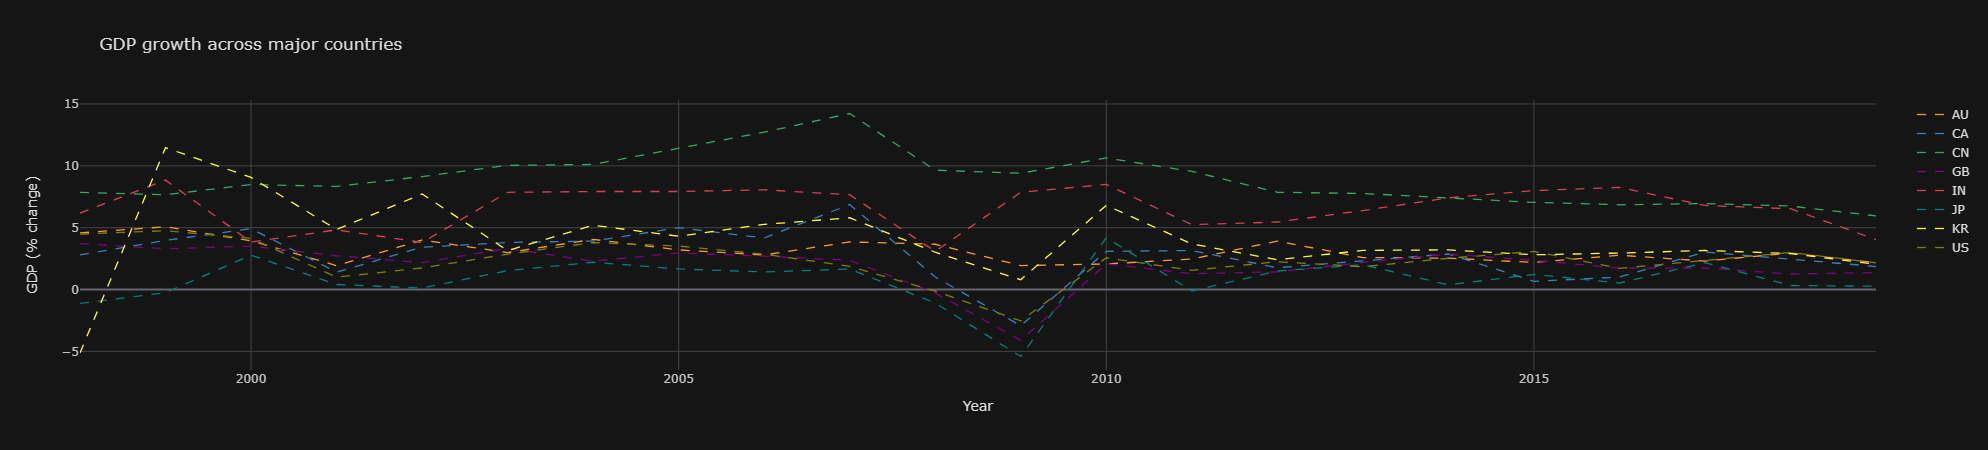 GDP growth across major countries
15
10
5
0
−5
GDP (% change)
2000
2005
2010
2015
Year
AU
CA
CN
GB
IN
JP
KR
US